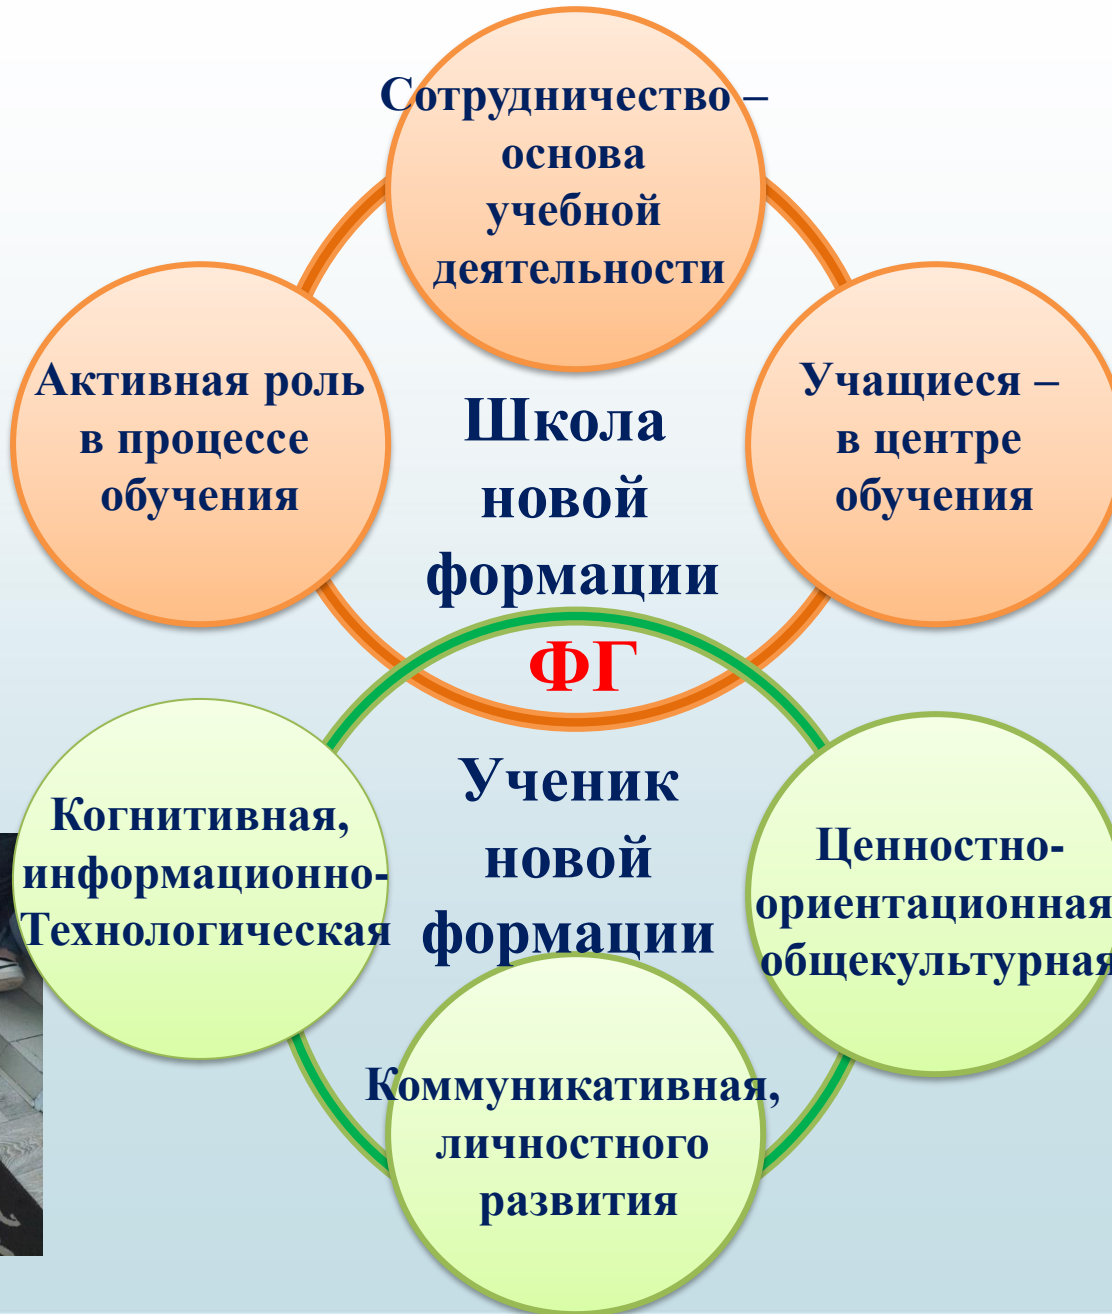 Сотрудничество –
основа
учебной
деятельности
Активная роль
в процессе
обучения
Учащиеся –
в центре
обучения
Школа
новой
формации
ФГ
Ученик
новой
формации
Когнитивная,
информационно-
Технологическая
Ценностно-
ориентационная
общекультурная
Коммуникативная,
личностного
развития